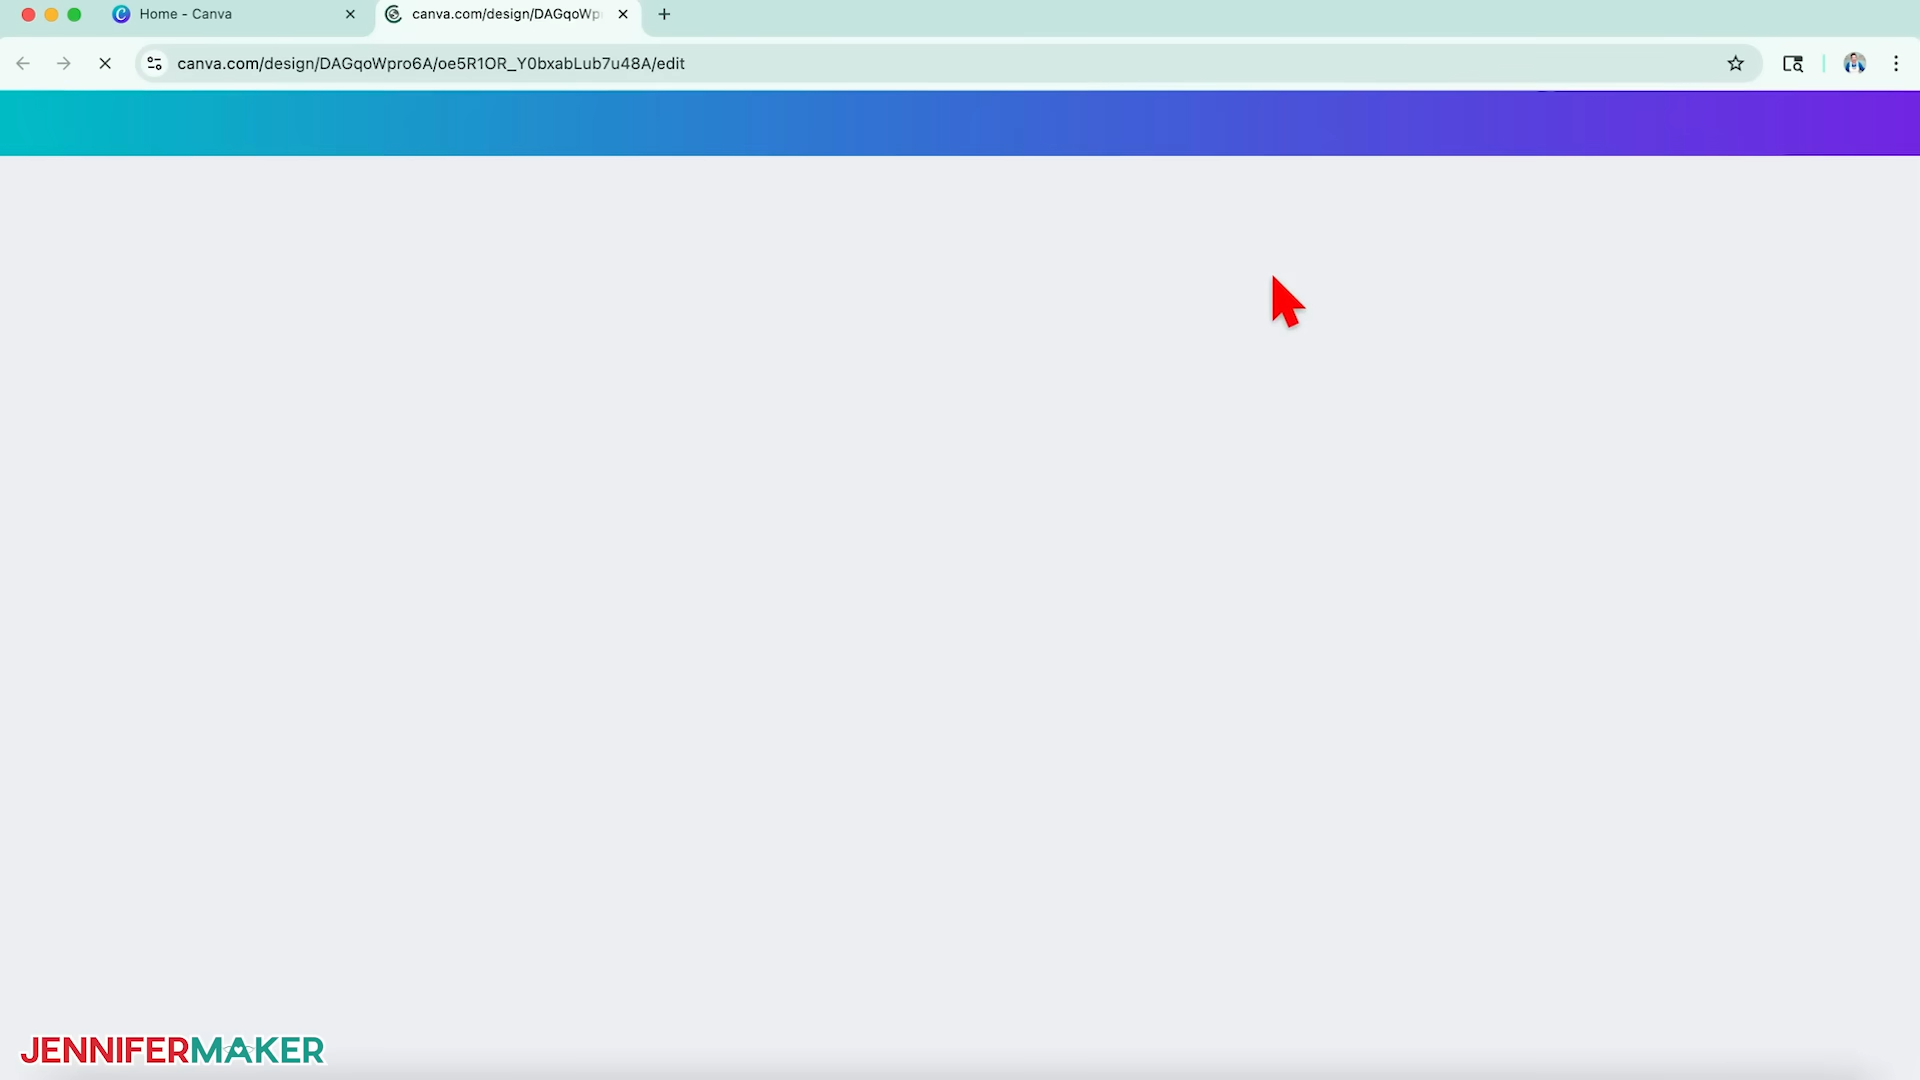 Home - Canva
canva.com/design/DAGqoWp
canva.com/design/DAGqoWpro6A/oe5R1OR_Y0bxabLub7u48A/edit
JENNIFERMAKER